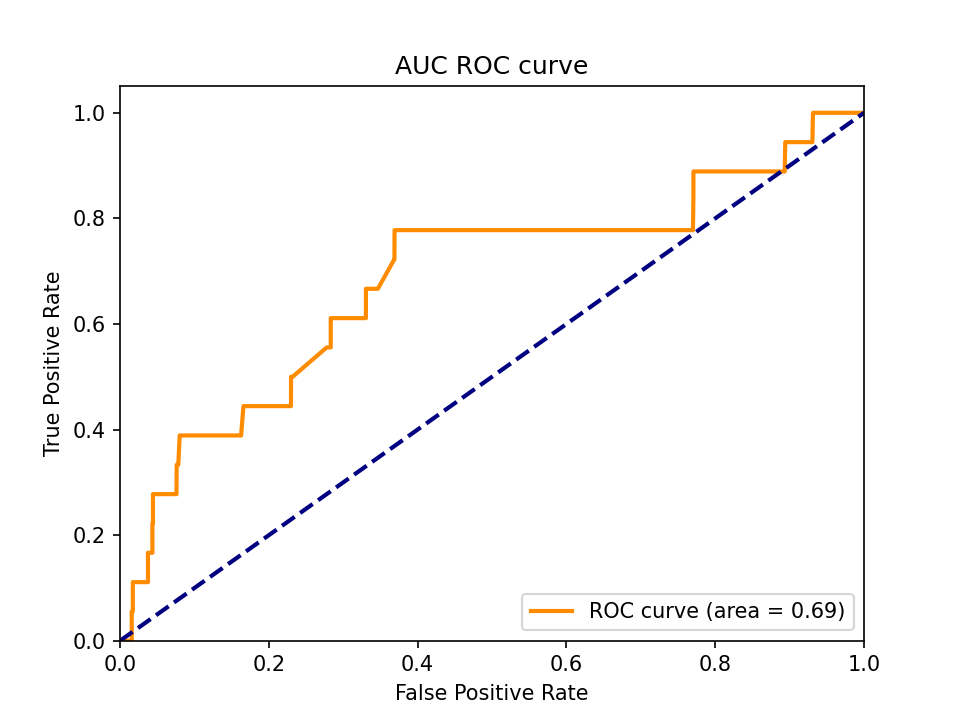 AUC ROC curve
True Positive Rate
1.0
0.8
0.6
0.4
0.2
0.0
ROC curve (area = 0.69)
0.0 0.2 0.4 0.6 0.8 1.0
False Positive Rate